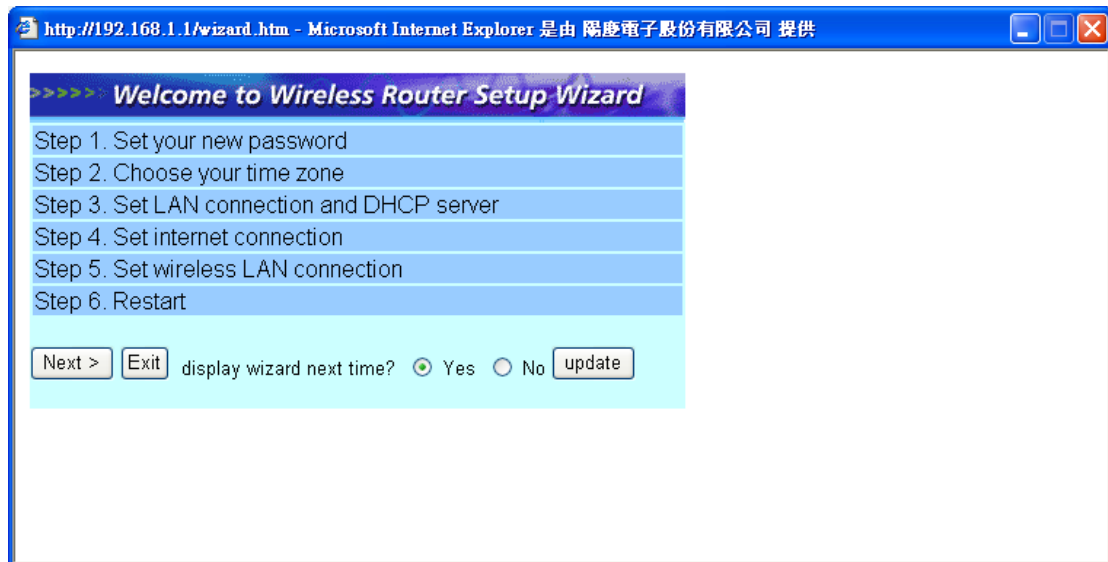 http://192.168.1.1/wizard.htm - Microsoft Internet Explorer 是由 陽慶電子股份有限公司 提供
>>>>>> Welcome to Wireless Router Setup Wizard
Step 1. Set your new password
Step 2. Choose your time zone
Step 3. Set LAN connection and DHCP server
Step 4. Set internet connection
Step 5. Set wireless LAN connection
Step 6. Restart
Next > Exit display wizard next time? Yes No update